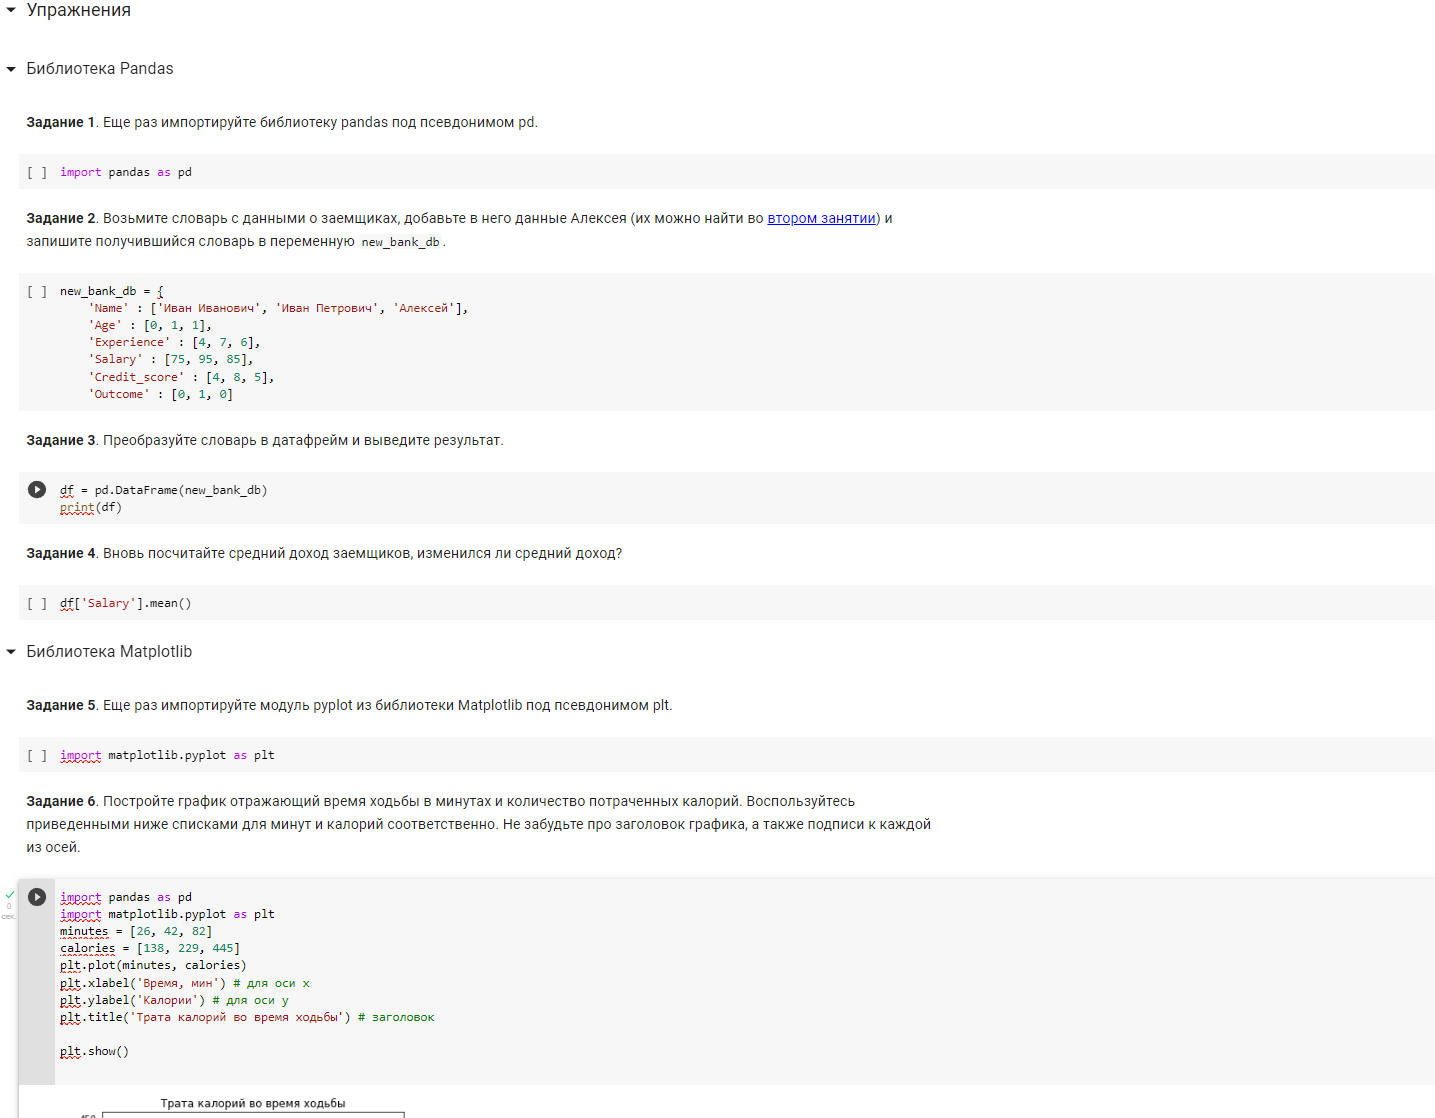 Упражнения
Библиотека Pandas
Задание 1. Еще раз импортируйте библиотеку pandas под псевдонимом pd.
[ ] import pandas as pd
Задание 2. Возьмите словарь с данными о заемщиках, добавьте в него данные Алексея (их можно найти во втором занятии) и
запишите получившийся словарь в переменную new_bank_db.
[ ] new_bank_db = {
'Name' : ['Иван Иванович', 'Иван Петрович', 'Алексей'],
'Age' : [0, 1, 1],
'Experience' : [4, 7, 6],
'Salary' : [75, 95, 85],
'Credit_score' : [4, 8, 5],
'Outcome' : [0, 1, 0]
Задание 3. Преобразуйте словарь в датафрейм и выведите результат.
df = pd.DataFrame(new_bank_db)
print(df)
Задание 4. Вновь посчитайте средний доход заемщиков, изменился ли средний доход?
[ ] df['Salary'].mean()
Библиотека Matplotlib
Задание 5. Еще раз импортируйте модуль pyplot из библиотеки Matplotlib под псевдонимом plt.
[ ] import matplotlib.pyplot as plt
Задание 6. Постройте график отражающий время ходьбы в минутах и количество потраченных калорий. Воспользуйтесь
приведенными ниже списками для минут и калорий соответственно. Не забудьте про заголовок графика, а также подписи к каждой
из осей.
0
сек.
import pandas as pd
import matplotlib.pyplot as plt
minutes = [26, 42, 82]
calories = [138, 229, 445]
plt.plot(minutes, calories)
plt.xlabel('Время, мин') # для оси x
plt.ylabel('Калории') # для оси y
plt.title('Трата калорий во время ходьбы') # заголовок
plt.show()
Трата калорий во время ходьбы